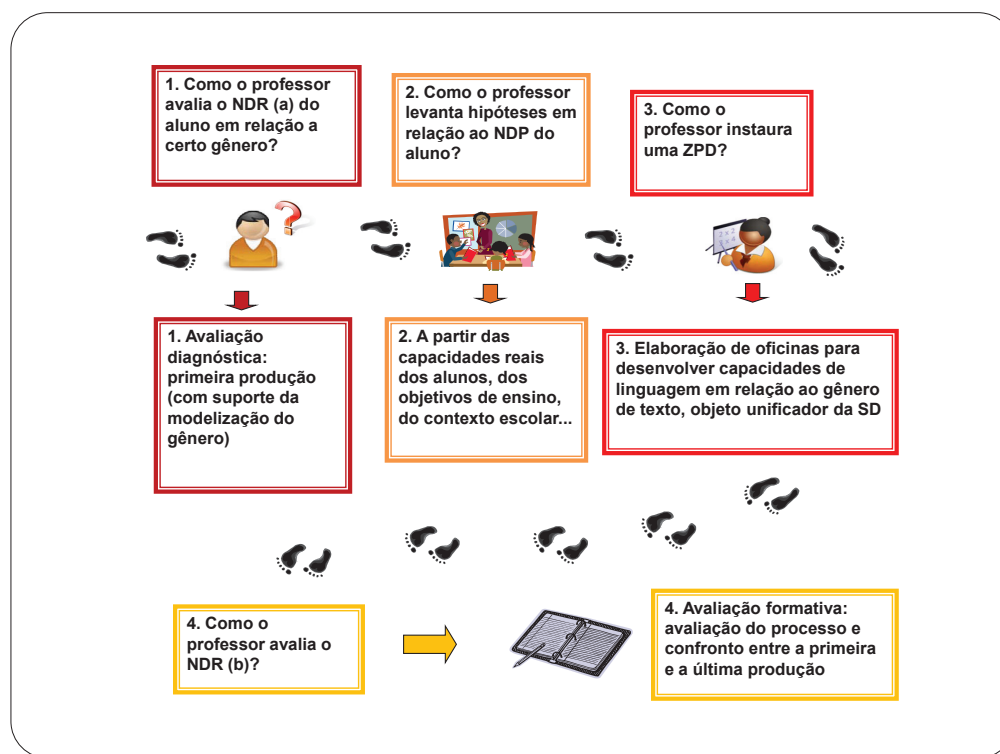 1. Como o professor
avalia o NDR (a) do
aluno em relação a
certo gênero?
2. Como o professor
levanta hipóteses em
relação ao NDP do
aluno?
3. Como o
professor instaura
uma ZPD?
1. Avaliação
diagnóstica:
primeira produção
(com suporte da
modelização do
gênero)
2. A partir das
capacidades reais
dos alunos, dos
objetivos de ensino,
do contexto escolar...
3. Elaboração de oficinas para
desenvolver capacidades de
linguagem em relação ao gênero
de texto, objeto unificador da SD
4. Como o
professor avalia o
NDR (b)?
4. Avaliação formativa:
avaliação do processo e
confronto entre a primeira
e a última produção